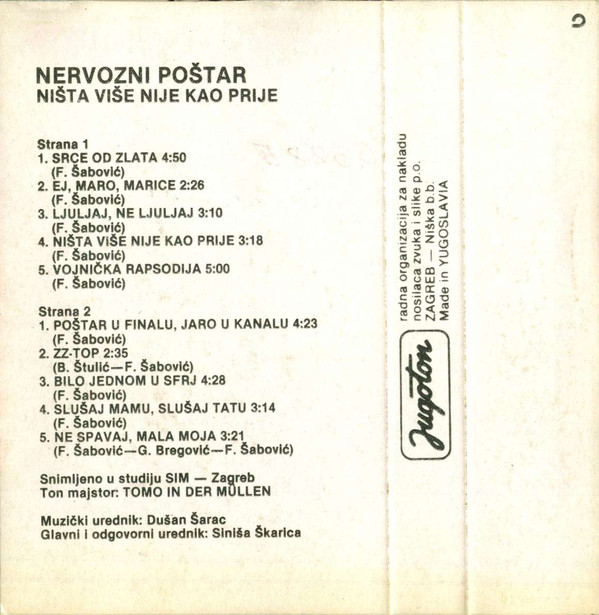 NERVOZNI POŠTAR
NIŠTA VIŠE NIJE KAO PRIJE
Strana 1
1. SRCE OD ZLATA 4:50
(F. Šabović)
2. EJ, MARO, MARICE 2:26
(F. Šabović)
3. LJULJAJ, NE LJULJAJ 3:10
(F. Šabović)
4. NIŠTA VIŠE NIJE KAO PRIJE 3:18
(F. Šabović)
5. VOJNIČKA RAPSODIJA 5:00
(F. Šabović)
Strana 2
1. POŠTAR U FINALU, JARO U KANALU 4:23
(F. Šabović)
2. ZZ-TOP 2:35
(B. Štulić—F. Šabović)
3. BILO JEDNOM U SFRJ 4:28
(F. Šabović)
4. SLUŠAJ MAMU, SLUŠAJ TATU 3:14
(F. Šabović)
5. NE SPAVAJ, MALA MOJA 3:21
(F. Šabović—G. Bregović—F. Šabović)
Snimljeno u studiju SIM — Zagreb
Ton majstor: TOMO IN DER MÜLLEN
Muzički urednik: Dušan Šarac
Glavni i odgovorni urednik: Siniša Škarica
radna organizacija za nakladu
nosilaca zvuka i slike p.o.
ZAGREB — Niška b.b.
Made in YUGOSLAVIA
Jugoton